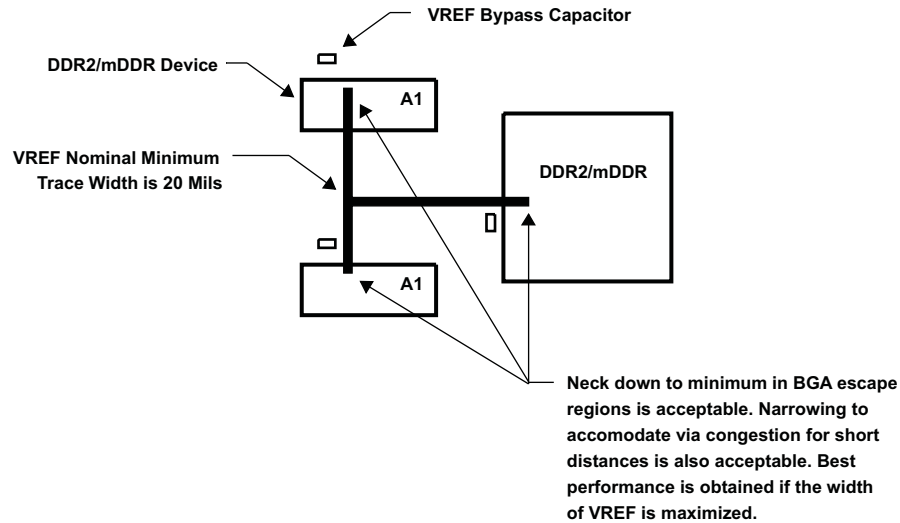 VREF Bypass Capacitor
DDR2/mDDR Device
A1
VREF Nominal Minimum
Trace Width is 20 Mils
DDR2/mDDR
A1
Neck down to minimum in BGA escape
regions is acceptable. Narrowing to
accomodate via congestion for short
distances is also acceptable. Best
performance is obtained if the width
of VREF is maximized.